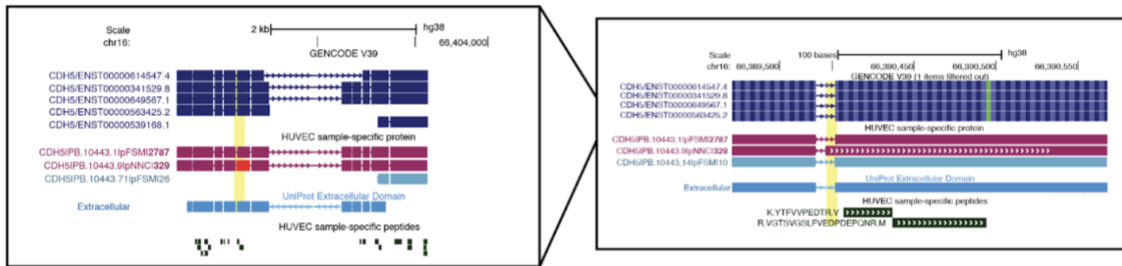 Scale
2 kb
hg38
chr16:
66,404,000
GENCODE V39
CDH5/ENST00000614547.4
CDH5/ENST00000341529.8
CDH5/ENST00000649567.1
CDH5/ENST00000563425.2
CDH5/ENST00000539168.1
HUVEC sample-specific protein
CDH5|PB.10443.1|pFSM|2787
CDH5|PB.10443.9|pNNC|329
CDH5|PB.10443.71|pFSM|26
UniProt Extracellular Domain
Extracellular
HUVEC sample-specific peptides
Scale
100 bases
hg38
chr16:
66,389,500
66,390,450
66,390,500
66,390,550
GENCODE V39 (1 items filtered out)
CDH5/ENST00000614547.4
CDH5/ENST00000341529.8
CDH5/ENST00000649567.1
CDH5/ENST00000563425.2
HUVEC sample-specific protein
CDH5|PB.10443.1|pFSM|2787
CDH5|PB.10443.9|pNNC|329
CDH5|PB.10443.14|pFSM|10
UniProt Extracellular Domain
Extracellular
HUVEC sample-specific peptides
K.YTFVVPEDTR.V
R.VGTSVGSLFVEDPDEPQNR.M